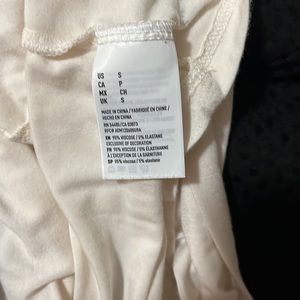 US S
CA P
MX CH
UK S
MADE IN CHINA / FABRIQUÉ EN CHINE /
HECHO EN CHINA
EN 95% VISCOSE / 5% ELASTANE
EXCLUSIVE OF DECORATION
FR 95% VISCOSE / 5% ÉLASTHANNE
À L'EXCEPTION DE LA GARNITURE
95% viscosa / 5% elastano